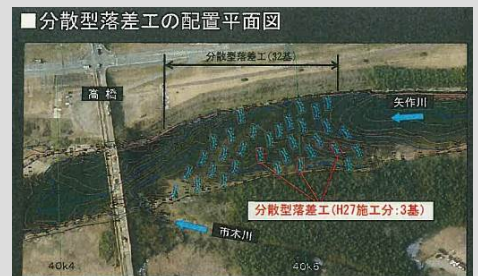 ■分散型落差工の配置平面図
分散型落差工(32基)
高橋
矢作川
分散型落差工(H27施工分:3基)
市木川
40k4
40k6